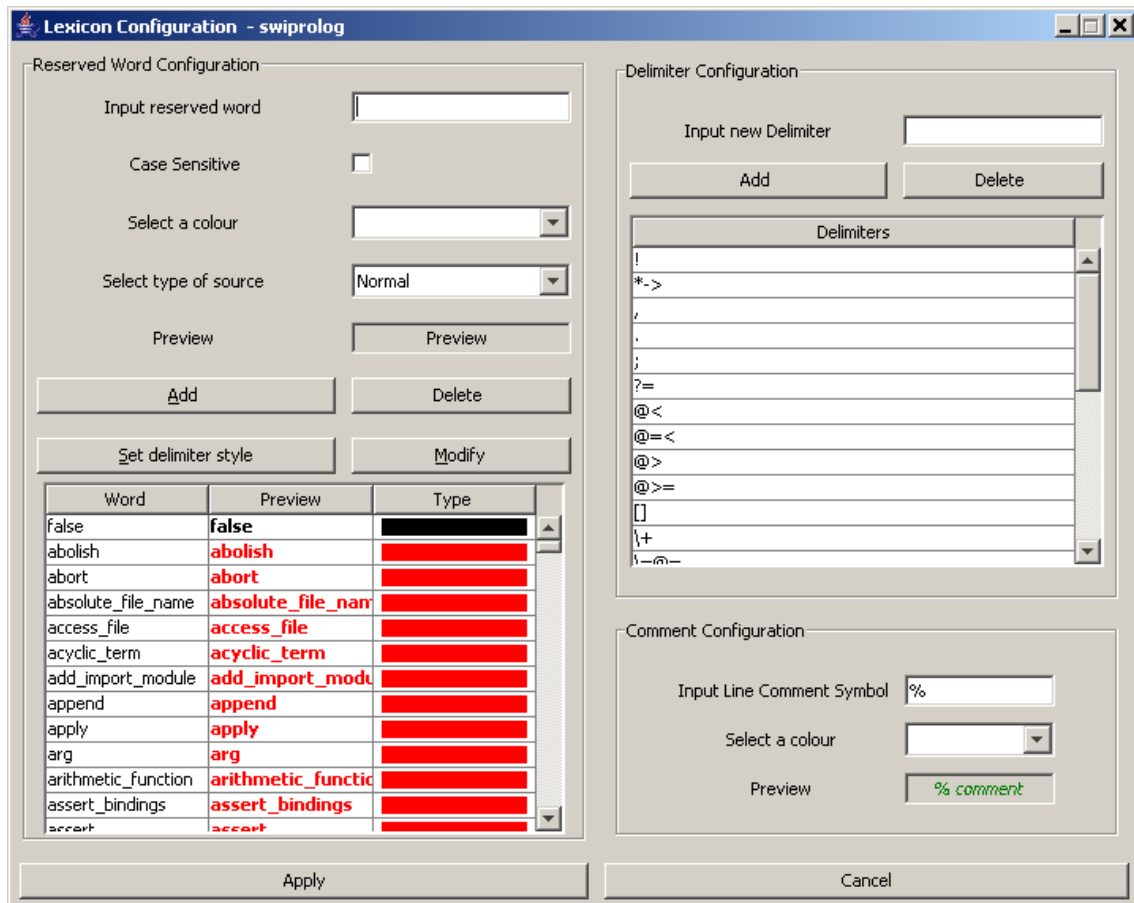 Lexicon Configuration - swiprolog
Reserved Word Configuration
Input reserved word
Case Sensitive
Select a colour
Select type of source Normal
Preview Preview
Add Delete
Set delimiter style Modify
Word Preview Type
false false
abolish abolish
abort abort
absolute_file_name absolute_file_nam
access_file access_file
acyclic_term acyclic_term
add_import_module add_import_modu
append append
apply apply
arg arg
arithmetic_function arithmetic_functio
assert_bindings assert_bindings
assert assert
Delimiter Configuration
Input new Delimiter
Add Delete
Delimiters
!
*->
,
.
;
?=
@<
@=<
@>
@>=
[]
\+
Comment Configuration
Input Line Comment Symbol %
Select a colour
Preview % comment
Apply Cancel